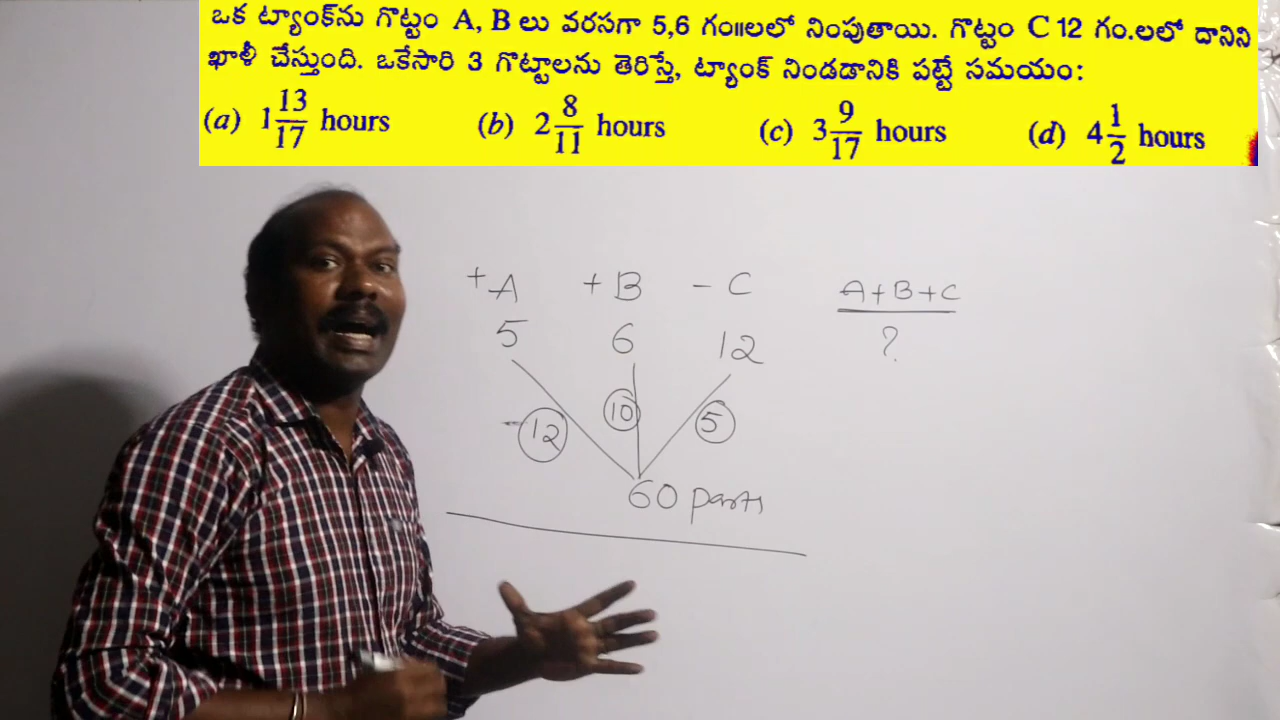 ఒక ట్యాంక్‌ను గొట్టం A, B లు వరసగా 5,6 గం॥లలో నింపుతాయి. గొట్టం C 12 గం.లలో దానిని
ఖాళీ చేస్తుంది. ఒకేసారి 3 గొట్టాలను తెరిస్తే, ట్యాంక్ నిండడానికి పట్టే సమయం:
(a) 1 13/17 hours (b) 2 8/11 hours (c) 3 9/17 hours (d) 4 1/2 hours
+A +B -C A+B+C
5 6 12 ?
12 10 5
60 parts